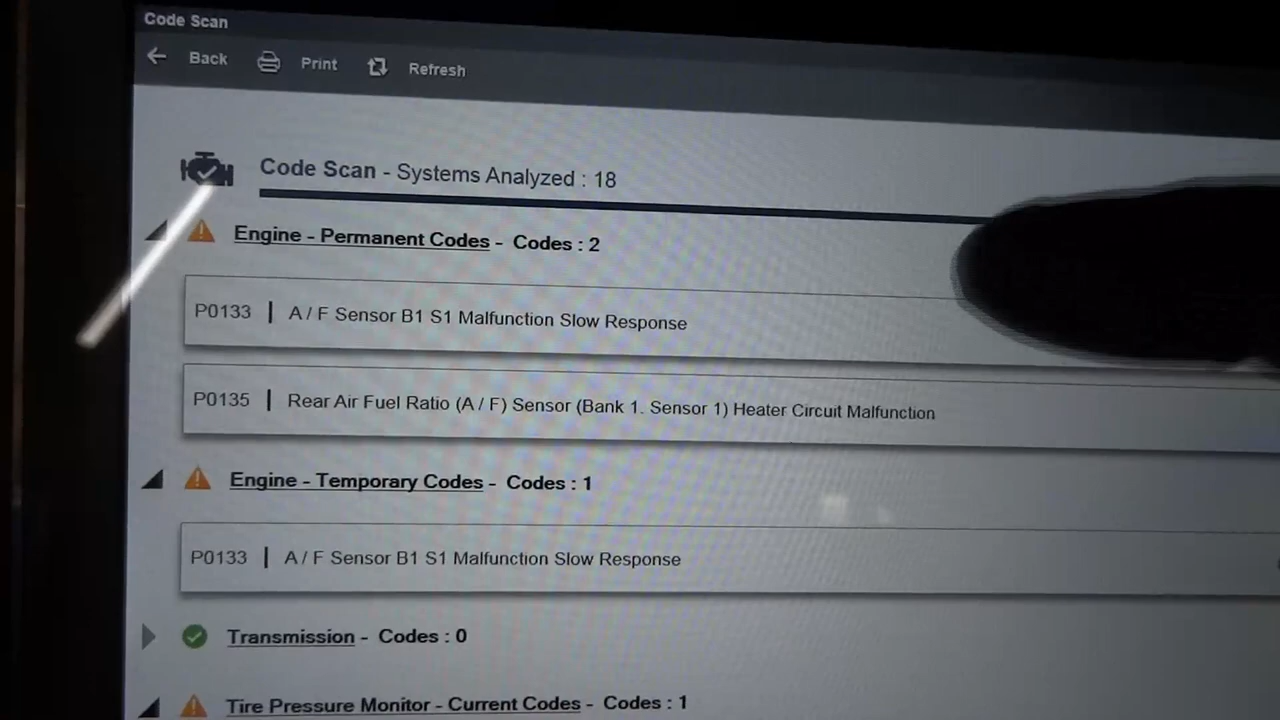 Code Scan
Back Print Refresh
Code Scan - Systems Analyzed : 18
Engine - Permanent Codes - Codes : 2
P0133 | A / F Sensor B1 S1 Malfunction Slow Response
P0135 | Rear Air Fuel Ratio (A / F) Sensor (Bank 1. Sensor 1) Heater Circuit Malfunction
Engine - Temporary Codes - Codes : 1
P0133 | A / F Sensor B1 S1 Malfunction Slow Response
Transmission - Codes : 0
Tire Pressure Monitor - Current Codes - Codes : 1